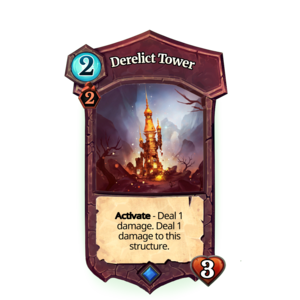 Derelict Tower
2
2
Activate - Deal 1
damage. Deal 1
damage to this
structure.
3